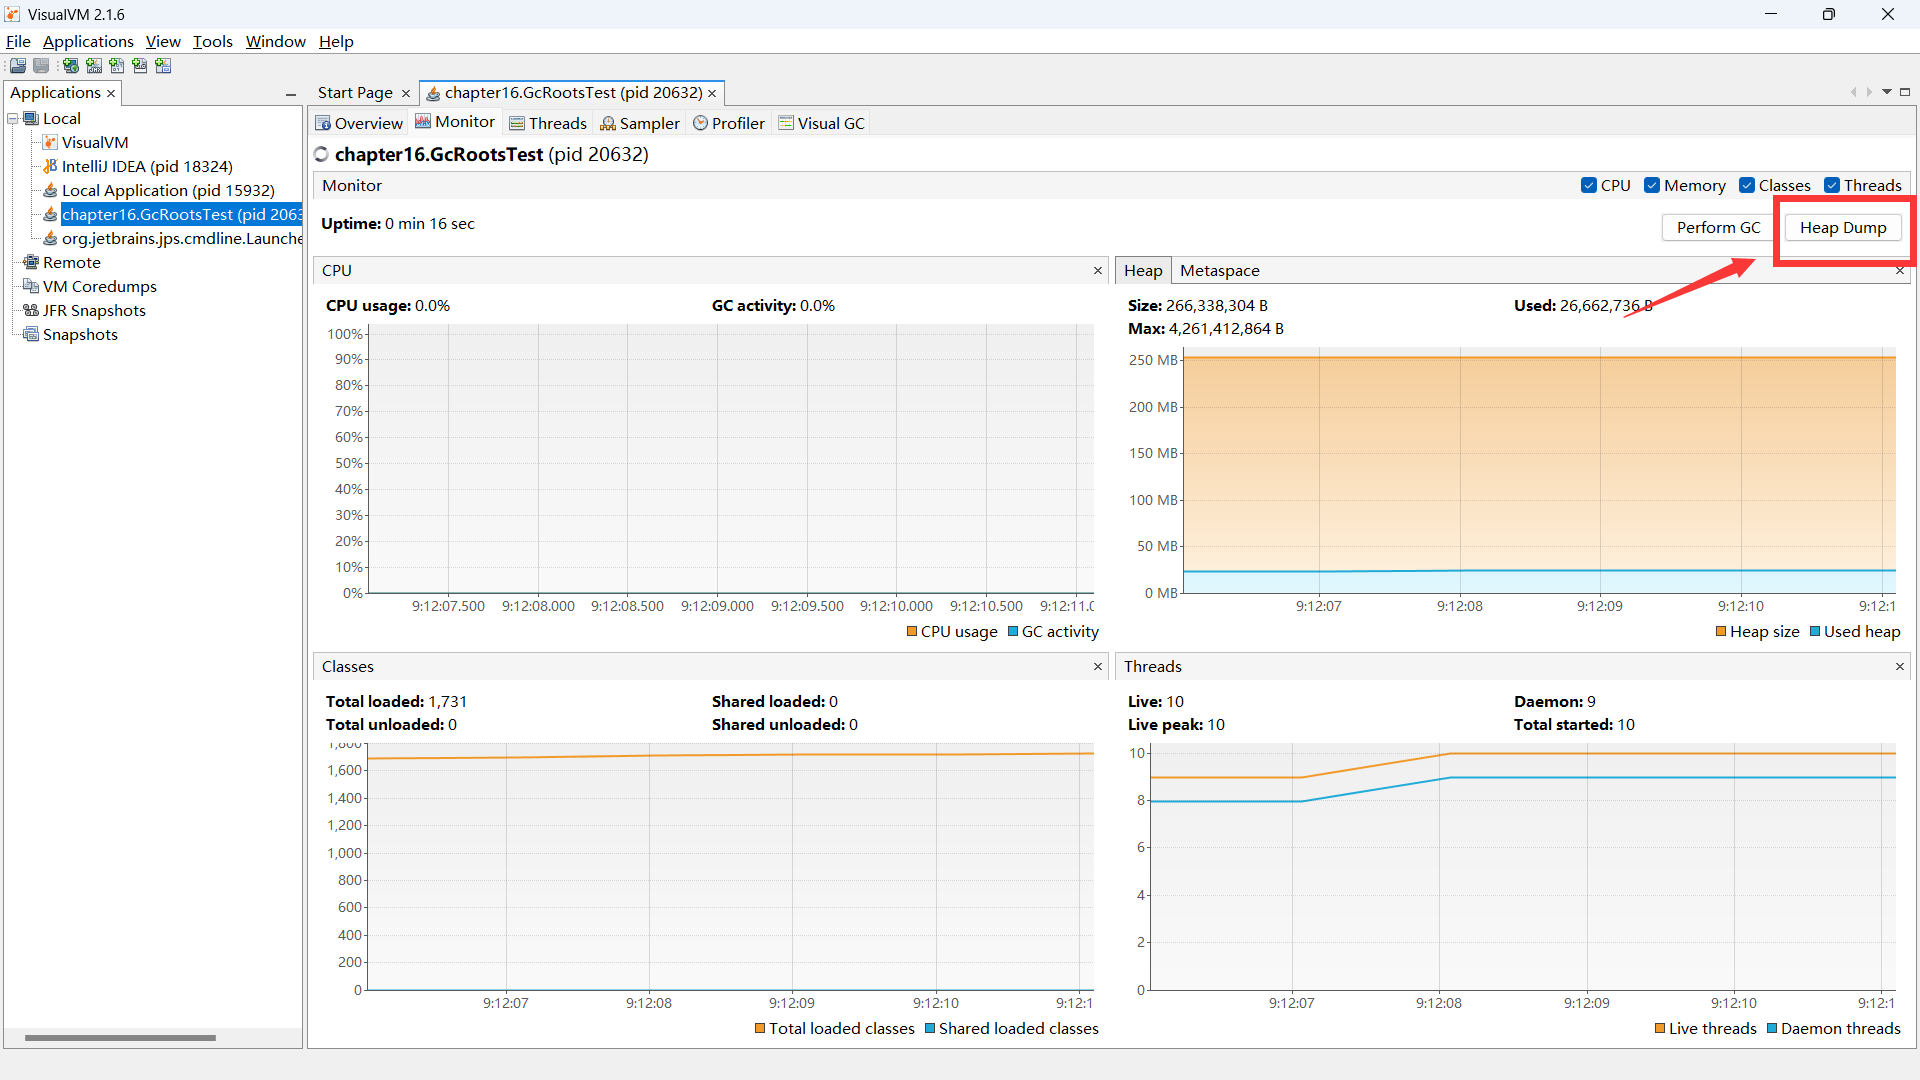 VisualVM 2.1.6
File Applications View Tools Window Help
Applications
Start Page
chapter16.GcRootsTest (pid 20632)
Local
VisualVM
IntelliJ IDEA (pid 18324)
Local Application (pid 15932)
chapter16.GcRootsTest (pid 2063
org.jetbrains.jps.cmdline.Launche
Remote
VM Coredumps
JFR Snapshots
Snapshots
Overview Monitor Threads Sampler Profiler Visual GC
chapter16.GcRootsTest (pid 20632)
Monitor
CPU Memory Classes Threads
Uptime: 0 min 16 sec
Perform GC Heap Dump
CPU
CPU usage: 0.0% GC activity: 0.0%
100%
90%
80%
70%
60%
50%
40%
30%
20%
10%
0%
9:12:07.500 9:12:08.000 9:12:08.500 9:12:09.000 9:12:09.500 9:12:10.000 9:12:10.500 9:12:11.0
CPU usage GC activity
Heap Metaspace
Size: 266,338,304 B Used: 26,662,736 B
Max: 4,261,412,864 B
250 MB
200 MB
150 MB
100 MB
50 MB
0 MB
9:12:07 9:12:08 9:12:09 9:12:10 9:12:1
Heap size Used heap
Classes
Total loaded: 1,731 Shared loaded: 0
Total unloaded: 0 Shared unloaded: 0
1,800
1,600
1,400
1,200
1,000
800
600
400
200
0
9:12:07 9:12:08 9:12:09 9:12:10 9:12:1
Total loaded classes Shared loaded classes
Threads
Live: 10 Daemon: 9
Live peak: 10 Total started: 10
10
8
6
4
2
0
9:12:07 9:12:08 9:12:09 9:12:10 9:12:1
Live threads Daemon threads